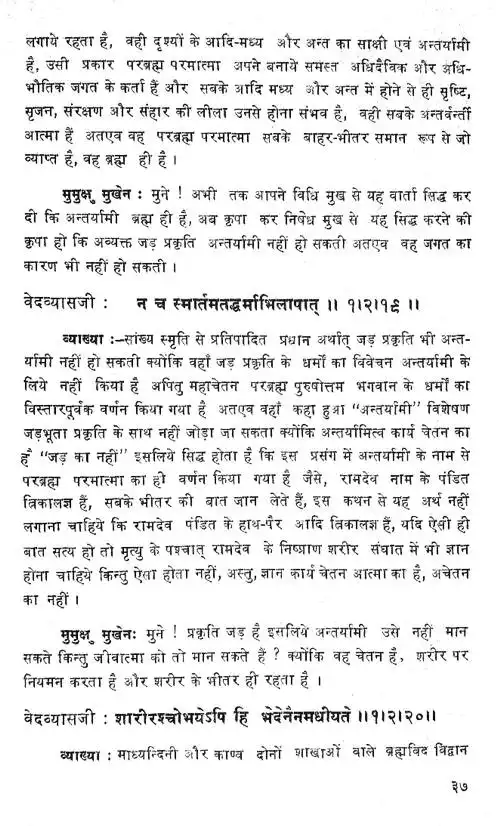 लगाये रहता है, वही दृश्यों के आदि-मध्य और अन्त का साक्षी एवं अन्तर्यामी
है, उसी प्रकार परब्रह्म परमात्मा अपने बनाये समस्त अधिदैविक और अधि-
भौतिक जगत के कर्ता हैं और सबके आदि मध्य और अन्त में होने से ही सृष्टि,
सृजन, संरक्षण और संहार की लीला उनसे होना संभव है, वही सबके अन्तर्वर्न्ती
आत्मा हैं अतएव वह परब्रह्म परमात्मा सबके बाहर-भीतर समान रूप से जो
व्याप्त है, वह ब्रह्म ही है ।
मुमुक्षु मुखेन : मुने ! अभी तक आपने विधि मुख से यह वार्ता सिद्ध कर
दी कि अन्तर्यामी ब्रह्म ही है, अब कृपा कर निषेध मुख से यह सिद्ध करने की
कृपा हो कि अव्यक्त जड़ प्रकृति अन्तर्यामी नहीं हो सकती अतएव वह जगत का
कारण भी नहीं हो सकती ।
वेदव्यासजी : न च स्मार्तमतद्धर्माभिलाषात् ॥ १।२।१९ ॥
व्याख्या :–सांख्य स्मृति से प्रतिपादित प्रधान अर्थात् जड़ प्रकृति भी अन्त-
र्यामी नहीं हो सकती क्योंकि वहाँ जड़ प्रकृति के धर्मों का विवेचन अन्तर्यामी के
लिये नहीं किया है अपितु महाचेतन परब्रह्म पुरुषोत्तम भगवान के धर्मों का
विस्तारपूर्वक वर्णन किया गया है अतएव वहाँ कहा हुआ “अन्तर्यामी” विशेषण
जड़भूता प्रकृति के साथ नहीं जोड़ा जा सकता क्योंकि अन्तर्यामित्व कार्य चेतन का
है “जड़ का नहीं” इसलिये सिद्ध होता है कि इस प्रसंग में अन्तर्यामी के नाम से
परब्रह्म परमात्मा का ही वर्णन किया गया है जैसे, रामदेव नाम के पंडित
त्रिकालज्ञ हैं, सबके भीतर की बात जान लेते हैं, इस कथन से यह अर्थ नहीं
लगाना चाहिये कि रामदेव पंडित के हाथ-पैर आदि त्रिकालज्ञ हैं, यदि ऐसी ही
बात सत्य हो तो मृत्यु के पश्चात् रामदेव के निष्प्राण शरीर संघात में भी ज्ञान
होना चाहिये किन्तु ऐसा होता नहीं, अस्तु, ज्ञान कार्य चेतन आत्मा का है, अचेतन
का नहीं ।
मुमुक्षु मुखेनः मुने ! प्रकृति जड़ है इसलिये अन्तर्यामी उसे नहीं मान
सकते किन्तु जीवात्मा को तो मान सकते हैं ? क्योंकि वह चेतन है, शरीर पर
नियमन करता है और शरीर के भीतर ही रहता है ।
वेदव्यासजी : शारीरश्चोभयेऽपि हि भेदेनैनमधीयते ॥१।२।२०॥
व्याख्या : माध्यन्दिनी और काण्व दोनों शाखाओं वाले ब्रह्मविद विद्वान
३७